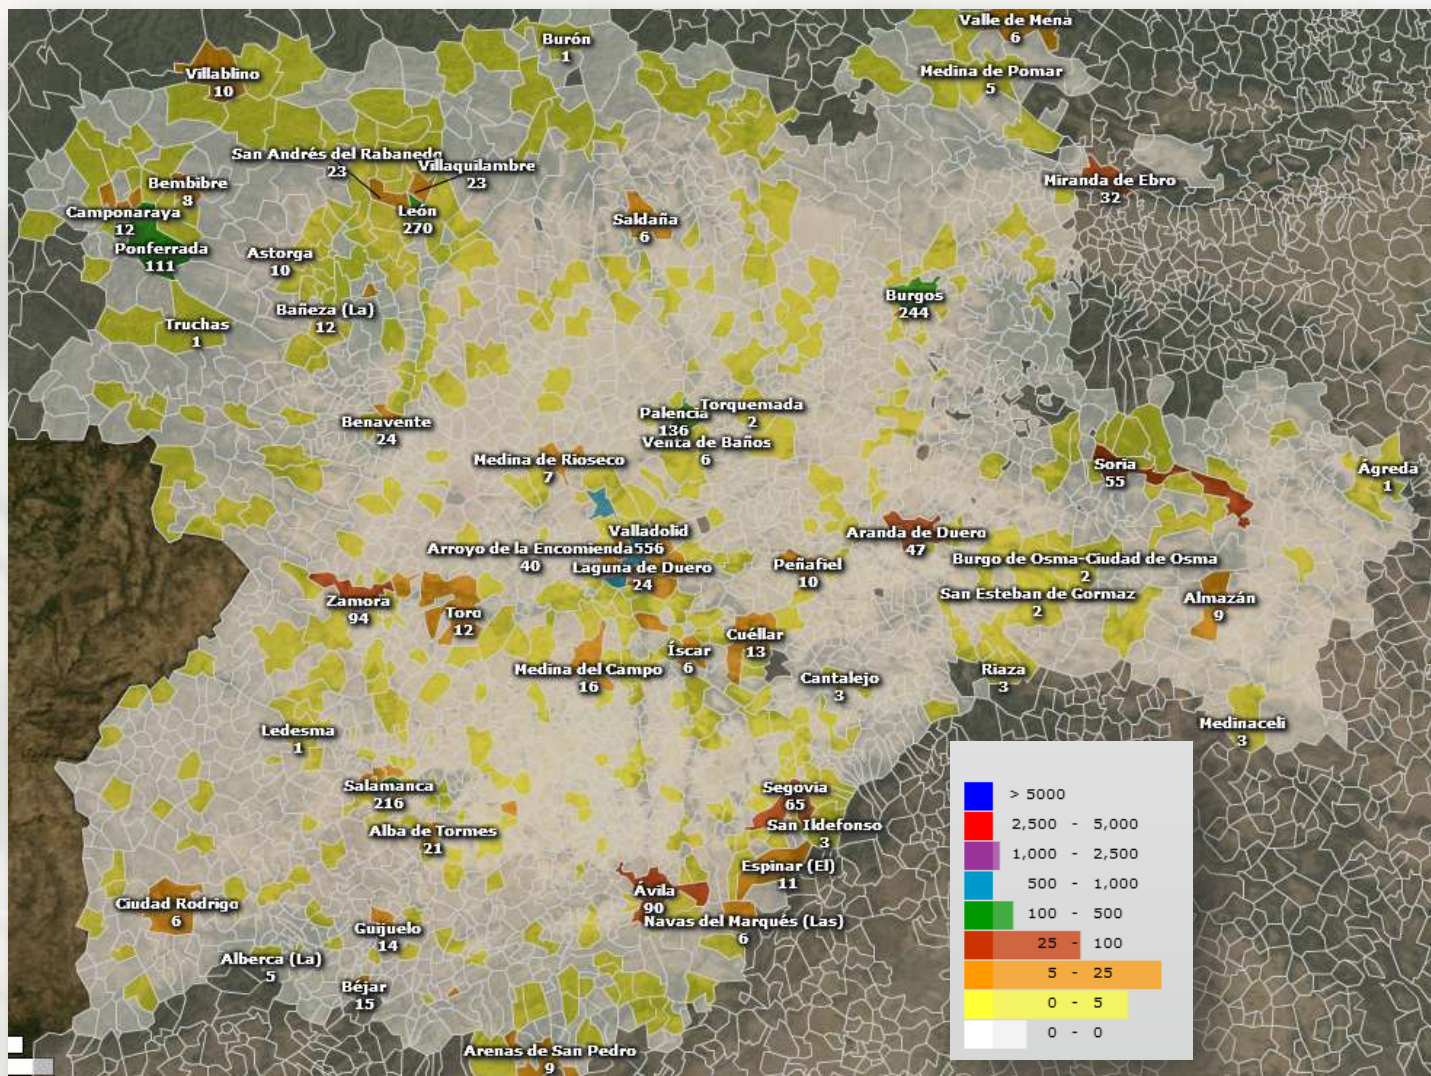 Valle de Mena
6
Burón
1
Medina de Pomar
5
Villablino
10
San Andrés del Rabanedo
23
Villaquilambre
23
Bembibre
8
Miranda de Ebro
32
Camponaraya
12
León
270
Saldaña
6
Ponferrada
111
Astorga
10
Burgos
244
Bañeza (La)
12
Truchas
1
Benavente
24
Palencia
136
Torquemada
2
Venta de Baños
6
Medina de Rioseco
7
Soria
55
Ágreda
1
Valladolid
556
Arroyo de la Encomienda
40
Laguna de Duero
24
Aranda de Duero
47
Peñafiel
10
Burgo de Osma-Ciudad de Osma
2
San Esteban de Gormaz
2
Almazán
9
Zamora
94
Toro
12
Cuéllar
13
Íscar
6
Medina del Campo
16
Cantalejo
3
Riaza
3
Ledesma
1
Medinaceli
3
Salamanca
216
Segovia
65
San Ildefonso
3
Alba de Tormes
21
Espinar (El)
11
Ávila
90
Ciudad Rodrigo
6
Navas del Marqués (Las)
6
Guijuelo
14
Alberca (La)
5
Béjar
15
Arenas de San Pedro
9
> 5000
2,500 - 5,000
1,000 - 2,500
500 - 1,000
100 - 500
25 - 100
5 - 25
0 - 5
0 - 0